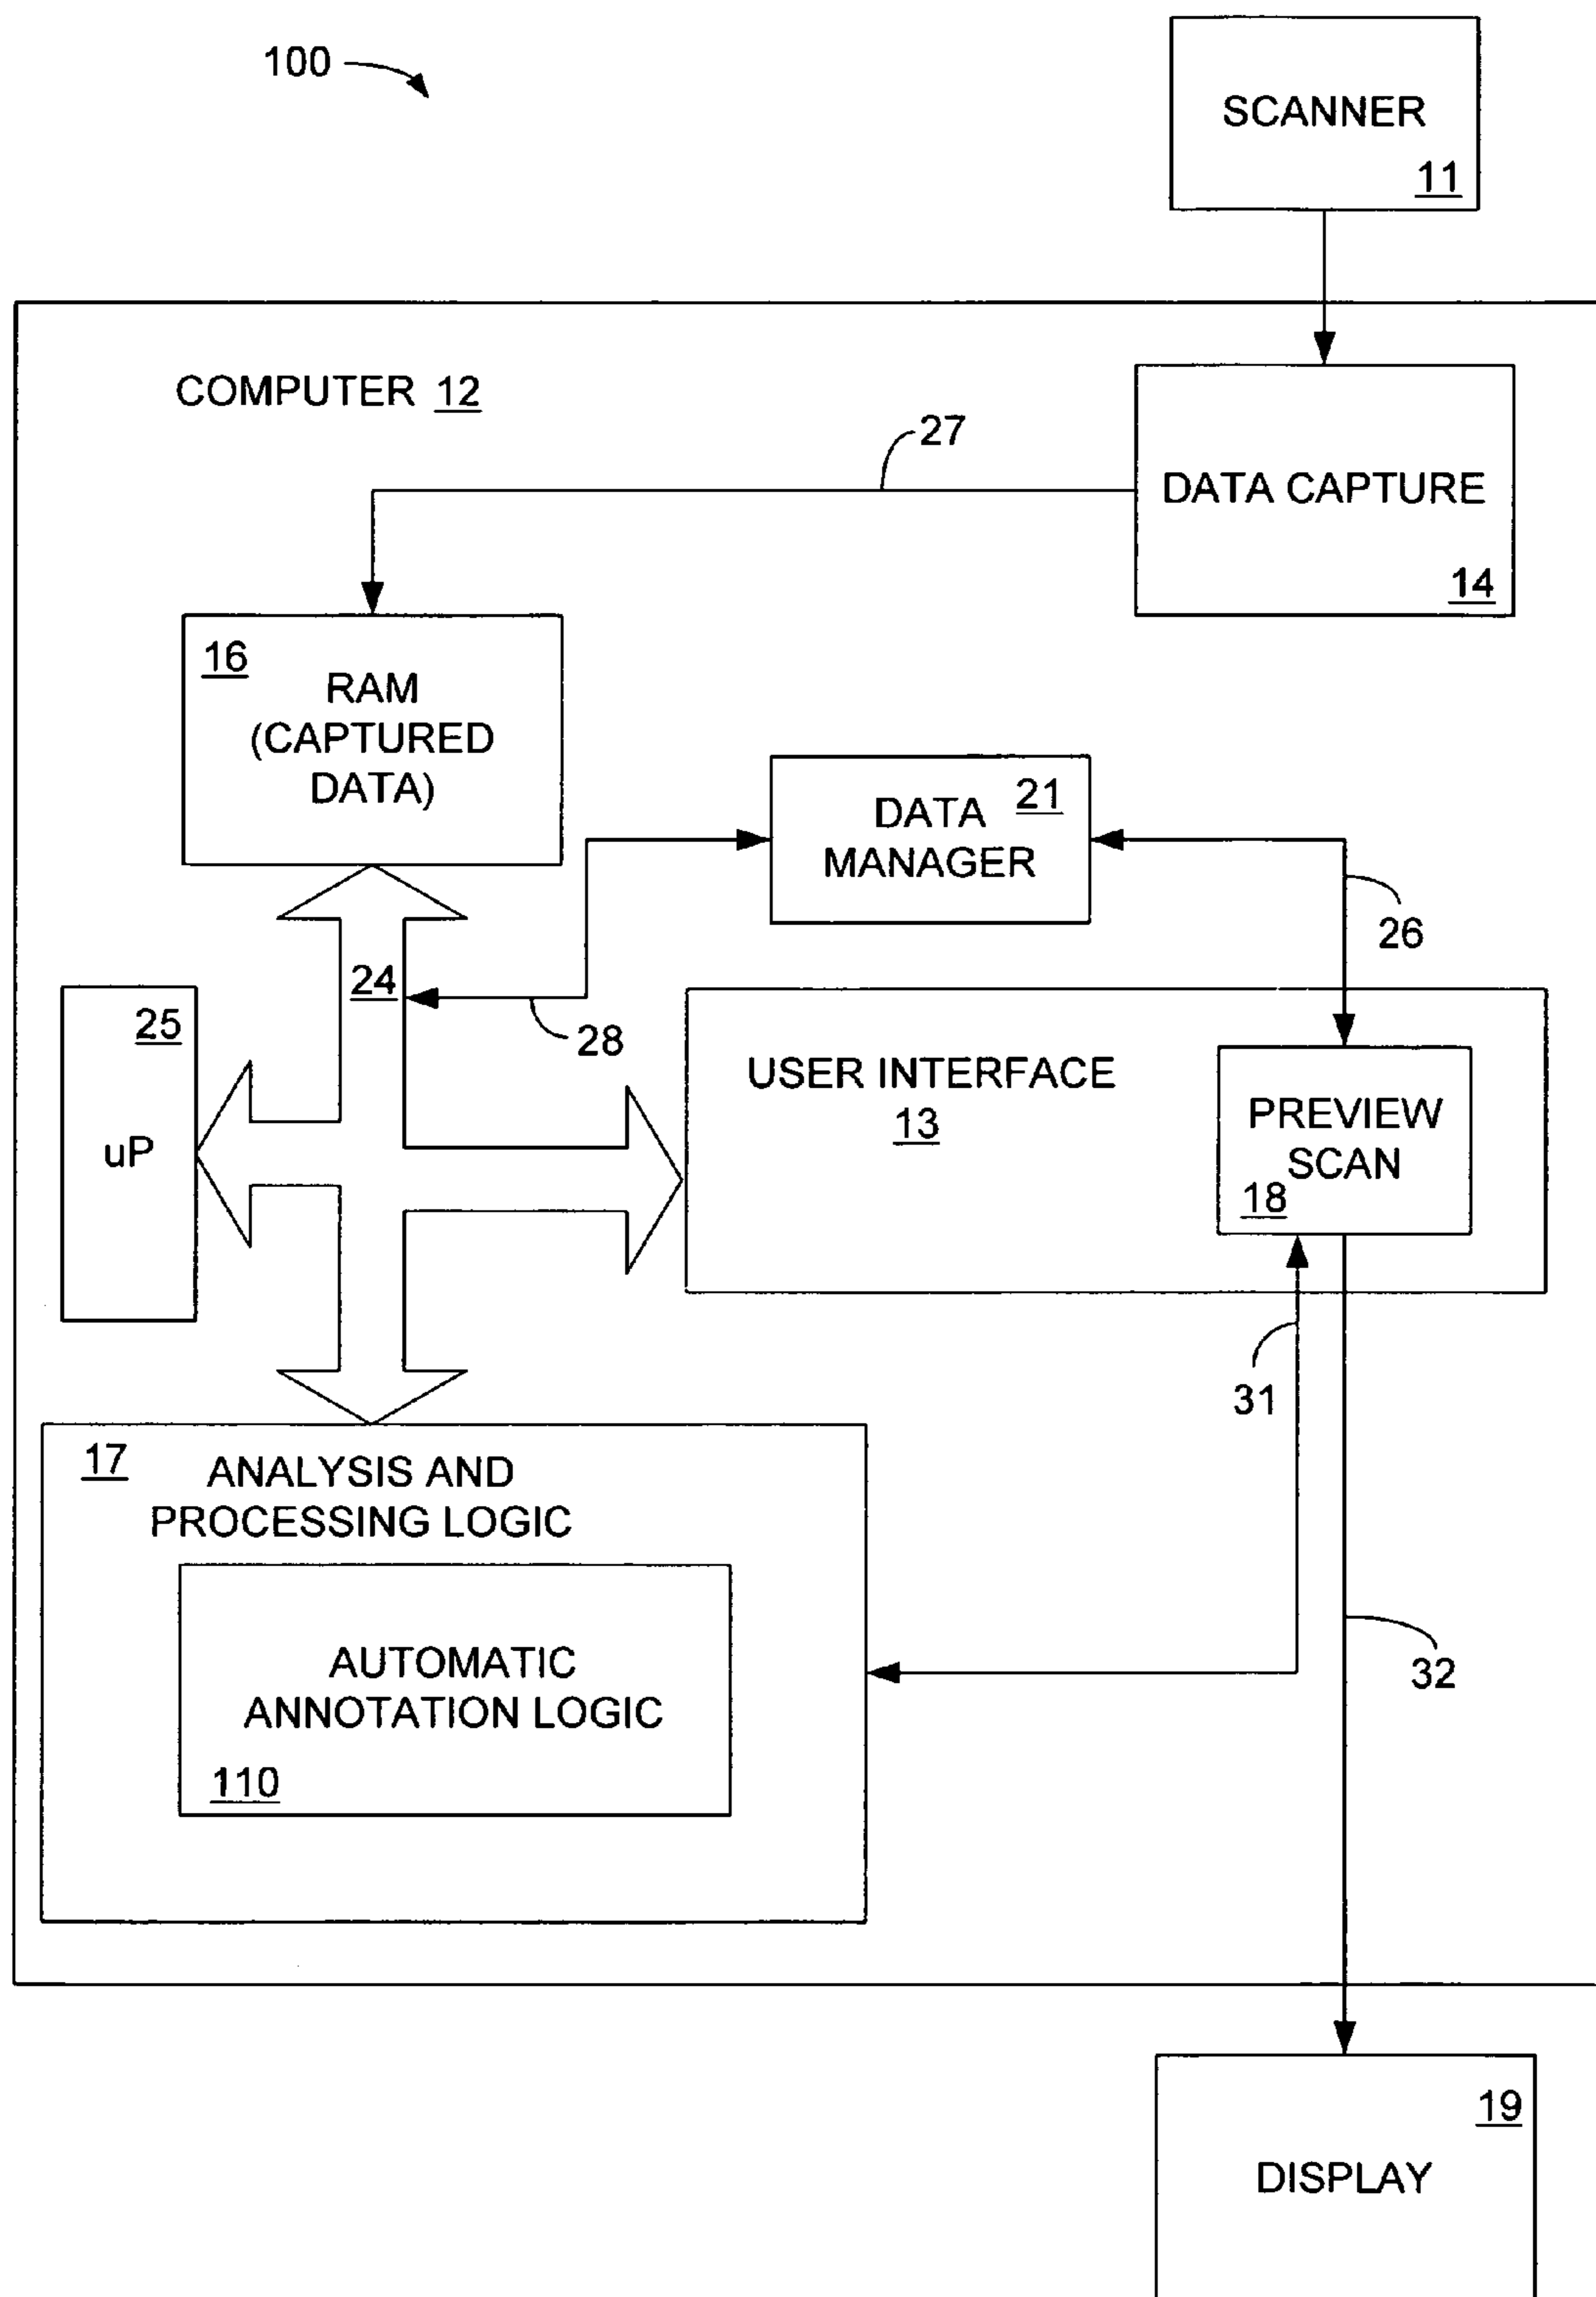 100
SCANNER
11
COMPUTER 12
27
DATA CAPTURE
14
16
RAM
(CAPTURED
DATA)
21
DATA
MANAGER
26
24
28
25
uP
USER INTERFACE
13
PREVIEW
SCAN
18
31
17
ANALYSIS AND
PROCESSING LOGIC
AUTOMATIC
ANNOTATION LOGIC
110
32
19
DISPLAY